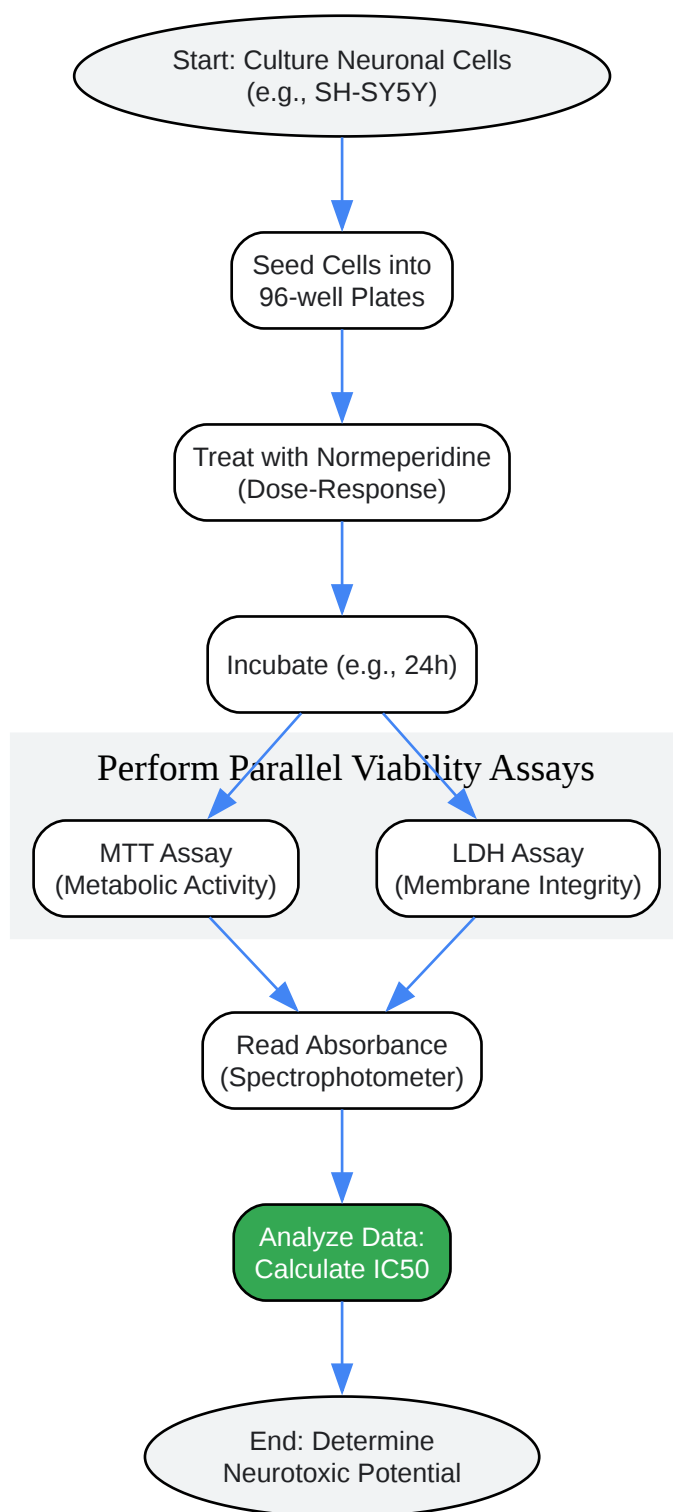 Start: Culture Neuronal Cells
(e.g., SH-SY5Y)
Seed Cells into
96-well Plates
Treat with Normeperidine
(Dose-Response)
Incubate (e.g., 24h)
Perform Parallel Viability Assays
MTT Assay
(Metabolic Activity)
LDH Assay
(Membrane Integrity)
Read Absorbance
(Spectrophotometer)
Analyze Data:
Calculate IC50
End: Determine
Neurotoxic Potential